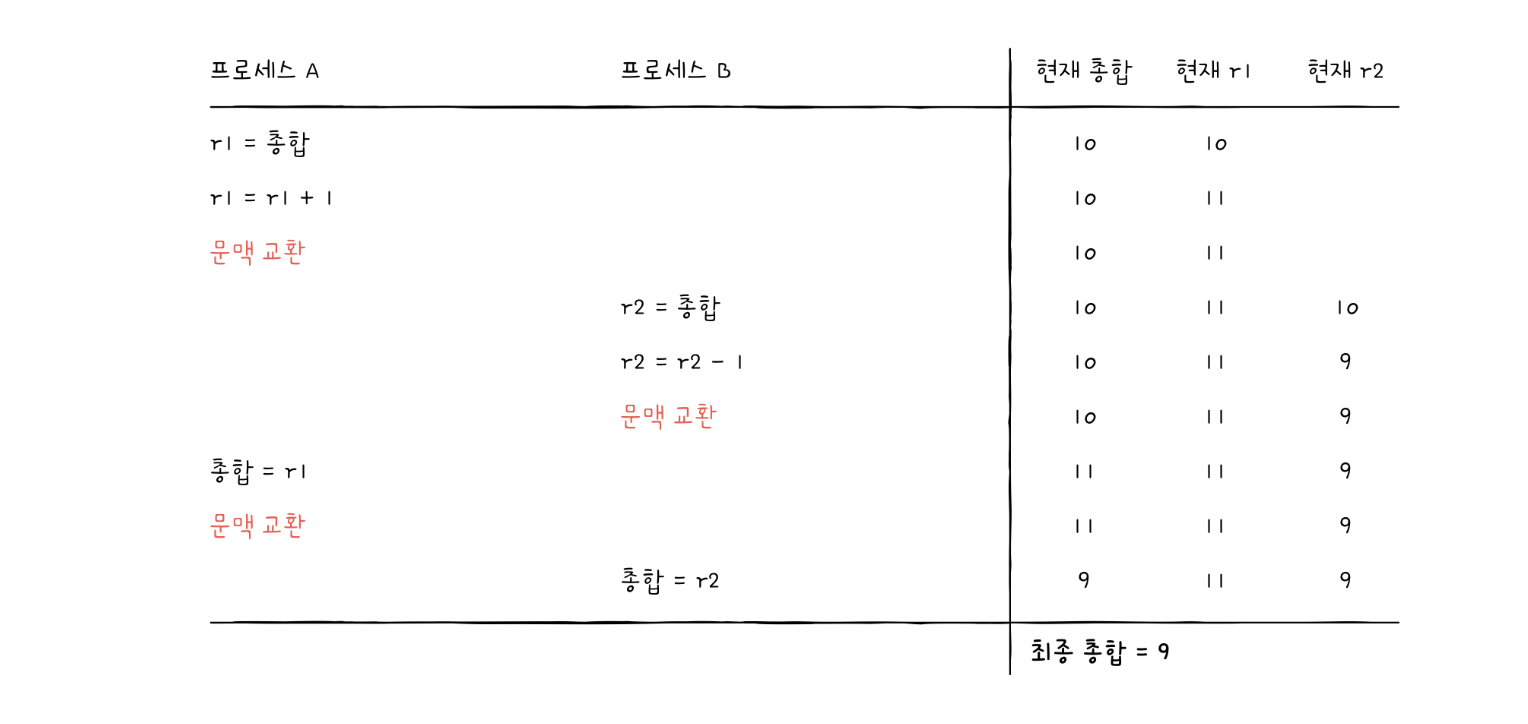 프로세스 A 프로세스 B 현재 총합 현재 r1 현재 r2
r1 = 총합 10 10
r1 = r1 + 1 10 11
문맥 교환 10 11
r2 = 총합 10 11 10
r2 = r2 - 1 10 11 9
문맥 교환 10 11 9
총합 = r1 11 11 9
문맥 교환 11 11 9
총합 = r2 9 11 9
최종 총합 = 9